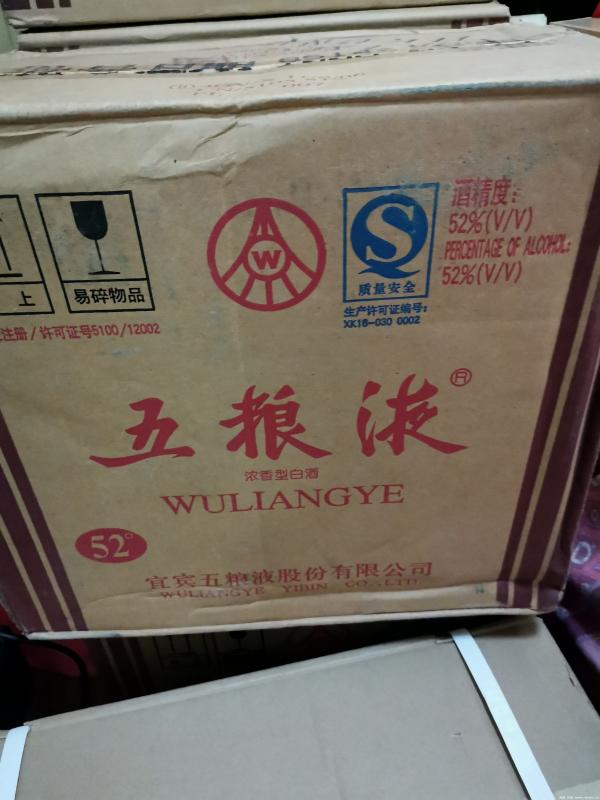 上
易碎物品
注册/许可证号5100/12002
W
S
质量安全
生产许可证编号:
XK16-030 0002
酒精度:
52%(V/V)
PERCENTAGE OF ALCOHOL:
52%(V/V)
五粮液®
浓香型白酒
WULIANGYE
52°
宜宾五粮液股份有限公司
WULIANGYE YIBIN CO.,LTD